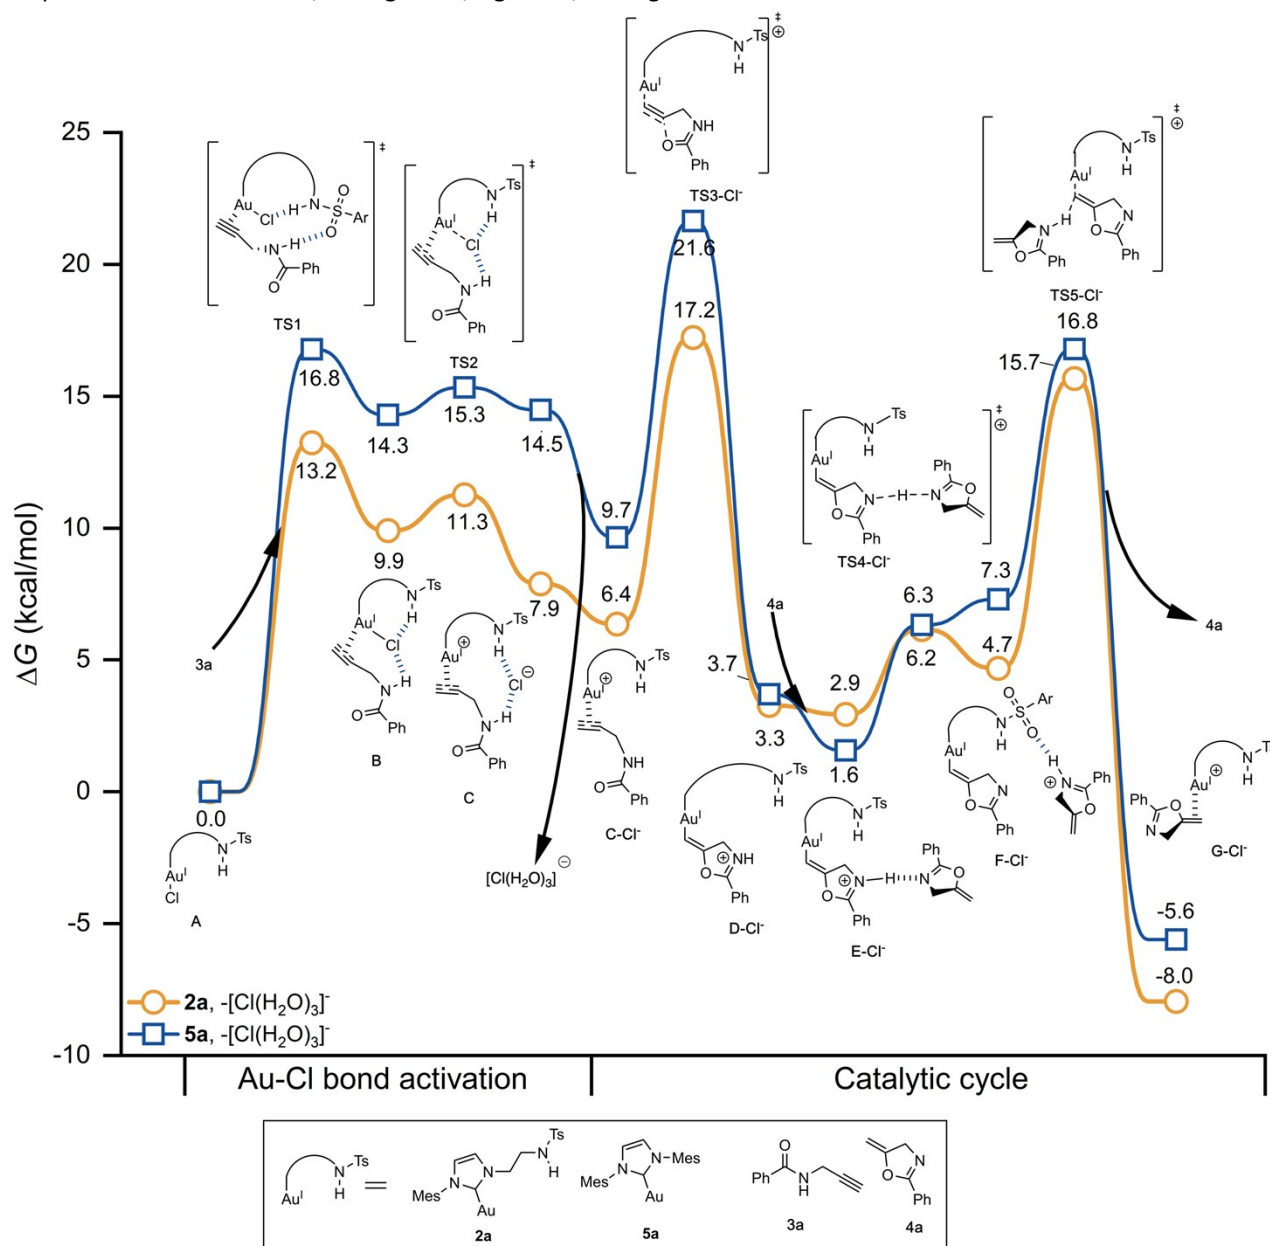 25
20
15
10
5
0
-5
-10
ΔG (kcal/mol)
TS1
TS2
TS3-Cl⁻
TS4-Cl⁻
TS5-Cl⁻
16.8
14.3
15.3
14.5
9.7
21.6
3.7
1.6
6.3
7.3
16.8
-5.6
0.0
13.2
9.9
11.3
7.9
6.4
17.2
3.3
2.9
6.2
4.7
15.7
-8.0
3a
4a
4a
[Cl(H₂O)₃]⊖
A
B
C
C-Cl⁻
D-Cl⁻
E-Cl⁻
F-Cl⁻
G-Cl⁻
2a, -[Cl(H₂O)₃]⁻
5a, -[Cl(H₂O)₃]⁻
Au-Cl bond activation
Catalytic cycle
2a
5a
3a
4a